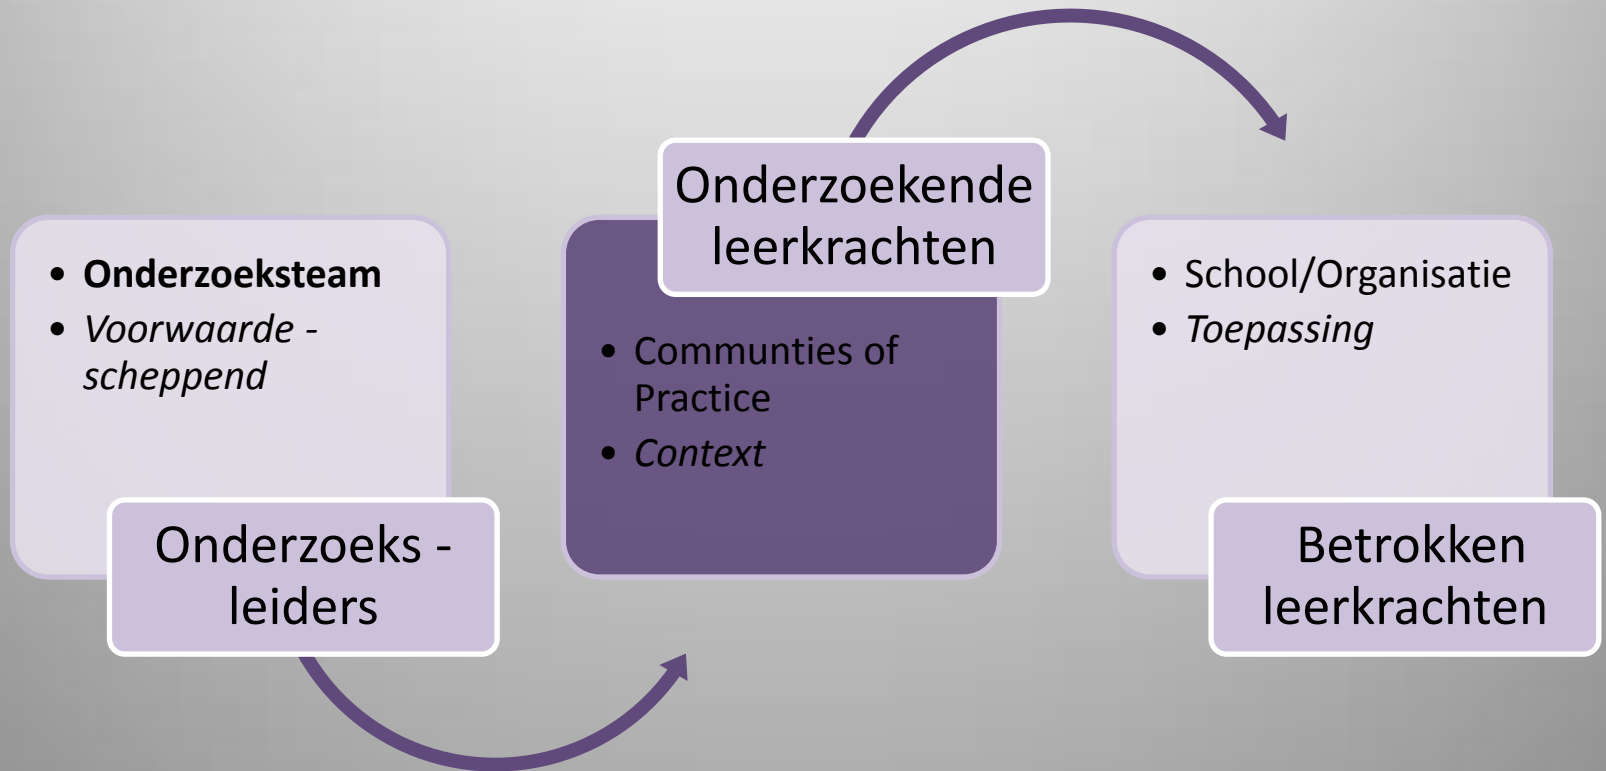 • Onderzoeksteam
• Voorwaarde -
scheppend
Onderzoeks -
leiders
Onderzoekende
leerkrachten
• Communties of
Practice
• Context
• School/Organisatie
• Toepassing
Betrokken
leerkrachten